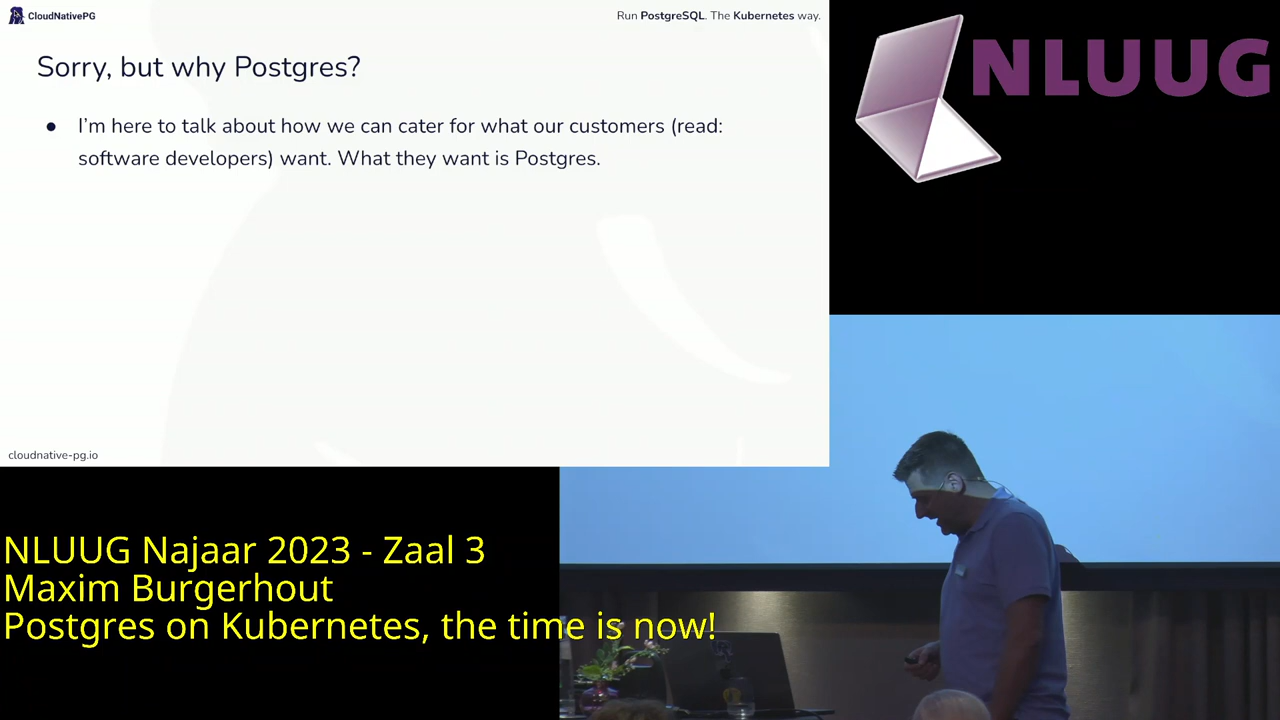 CloudNativePG
Run PostgreSQL. The Kubernetes way.
Sorry, but why Postgres?
● I'm here to talk about how we can cater for what our customers (read:
software developers) want. What they want is Postgres.
cloudnative-pg.io
NLUUG
NLUUG Najaar 2023 - Zaal 3
Maxim Burgerhout
Postgres on Kubernetes, the time is now!